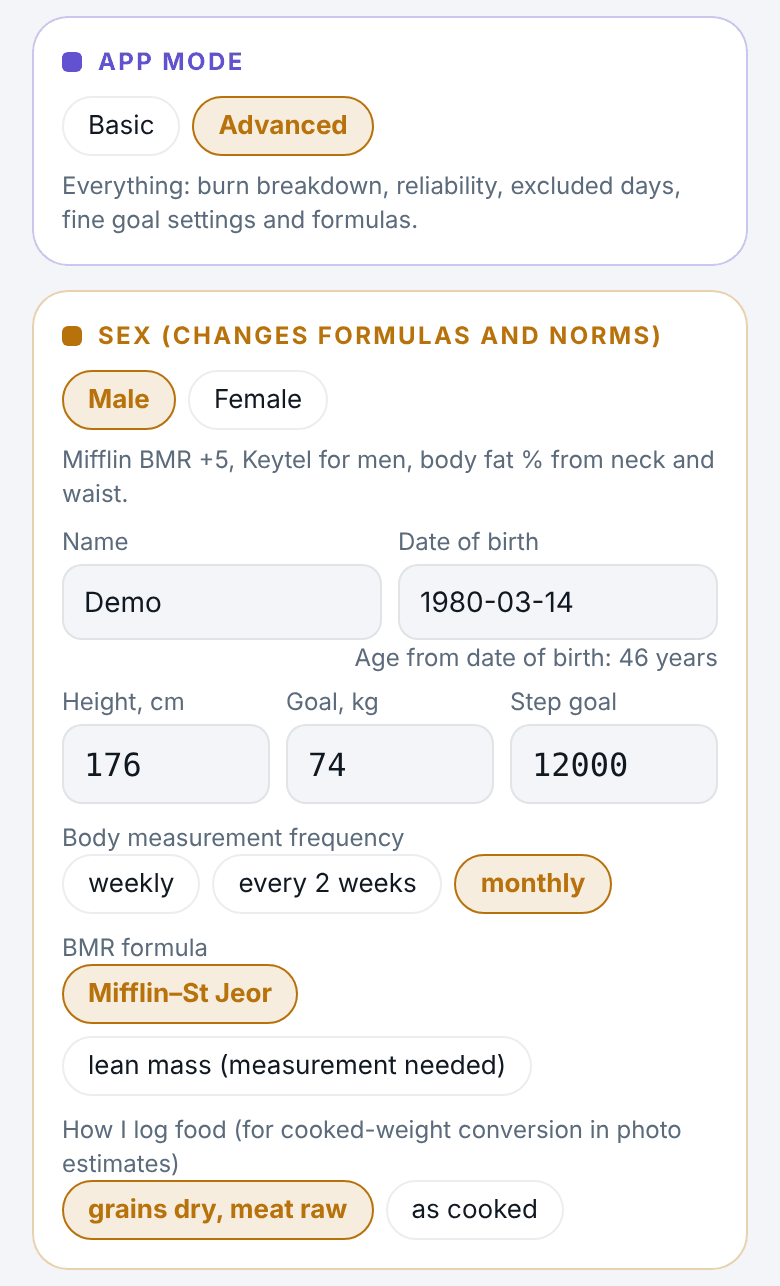 APP MODE
Basic Advanced
Everything: burn breakdown, reliability, excluded days,
fine goal settings and formulas.
SEX (CHANGES FORMULAS AND NORMS)
Male Female
Mifflin BMR +5, Keytel for men, body fat % from neck and
waist.
Name Date of birth
Demo 1980-03-14
Age from date of birth: 46 years
Height, cm Goal, kg Step goal
176 74 12000
Body measurement frequency
weekly every 2 weeks monthly
BMR formula
Mifflin–St Jeor
lean mass (measurement needed)
How I log food (for cooked-weight conversion in photo
estimates)
grains dry, meat raw as cooked